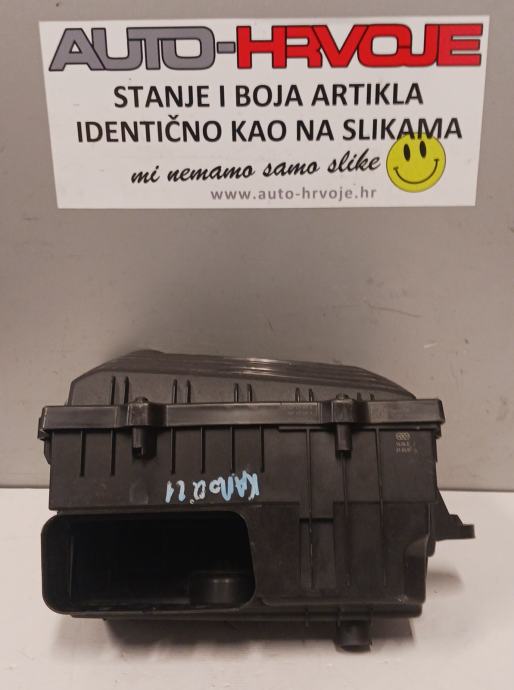 AUTO-HRVOJE
STANJE I BOJA ARTIKLA
IDENTIČNO KAO NA SLIKAMA
mi nemamo samo slike
www.auto-hrvoje.hr